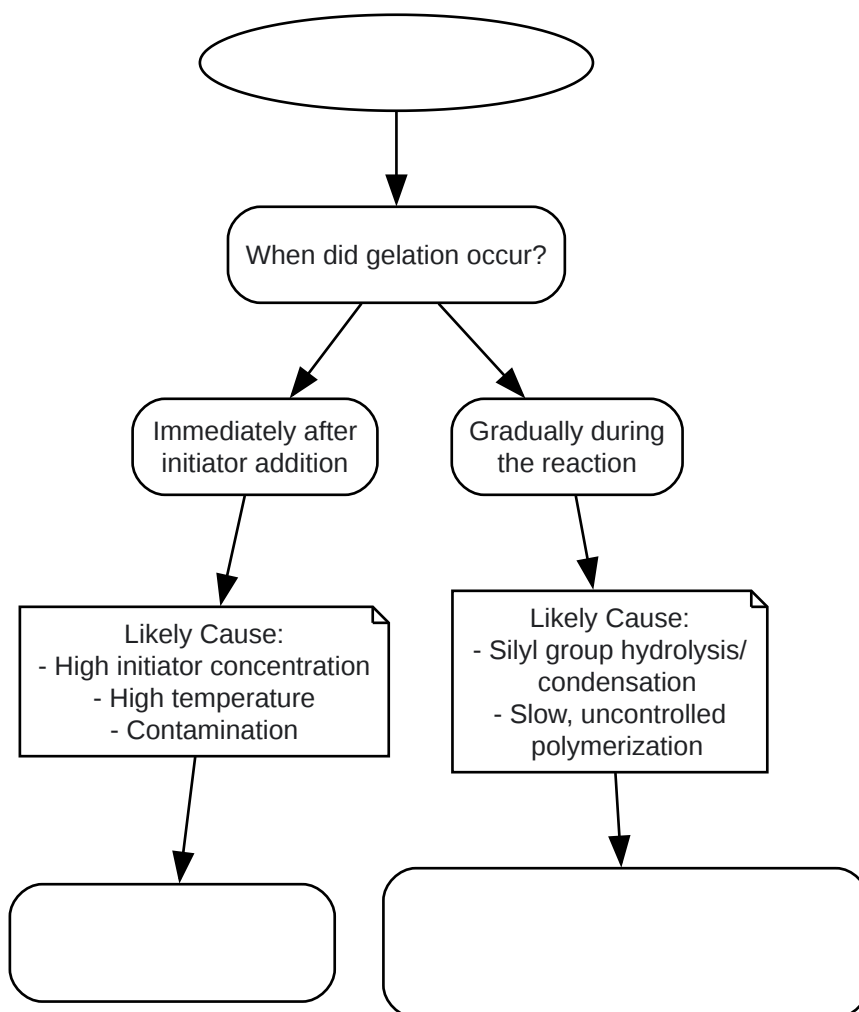 When did gelation occur?
Immediately after
initiator addition
Gradually during
the reaction
Likely Cause:
- High initiator concentration
- High temperature
- Contamination
Likely Cause:
- Silyl group hydrolysis/
condensation
- Slow, uncontrolled
polymerization